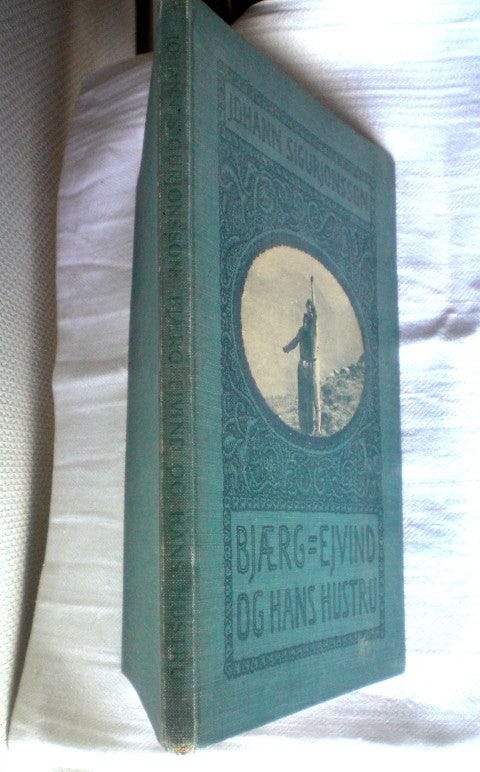 JOHANN SIGURJONSSON
BJÆRG=EJVIND
OG HANS HUSTRU
JOHANN SIGURJONSSON: BJÆRG-EJVIND OG HANS HUSTRU